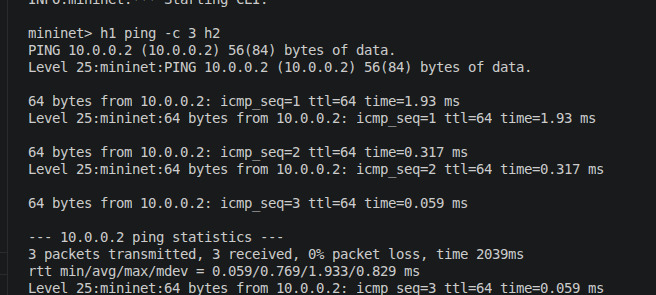 INFO:mininet:*** Starting CLI:
mininet> h1 ping -c 3 h2
PING 10.0.0.2 (10.0.0.2) 56(84) bytes of data.
Level 25:mininet:PING 10.0.0.2 (10.0.0.2) 56(84) bytes of data.
64 bytes from 10.0.0.2: icmp_seq=1 ttl=64 time=1.93 ms
Level 25:mininet:64 bytes from 10.0.0.2: icmp_seq=1 ttl=64 time=1.93 ms
64 bytes from 10.0.0.2: icmp_seq=2 ttl=64 time=0.317 ms
Level 25:mininet:64 bytes from 10.0.0.2: icmp_seq=2 ttl=64 time=0.317 ms
64 bytes from 10.0.0.2: icmp_seq=3 ttl=64 time=0.059 ms
--- 10.0.0.2 ping statistics ---
3 packets transmitted, 3 received, 0% packet loss, time 2039ms
rtt min/avg/max/mdev = 0.059/0.769/1.933/0.829 ms
Level 25:mininet:64 bytes from 10.0.0.2: icmp_seq=3 ttl=64 time=0.059 ms